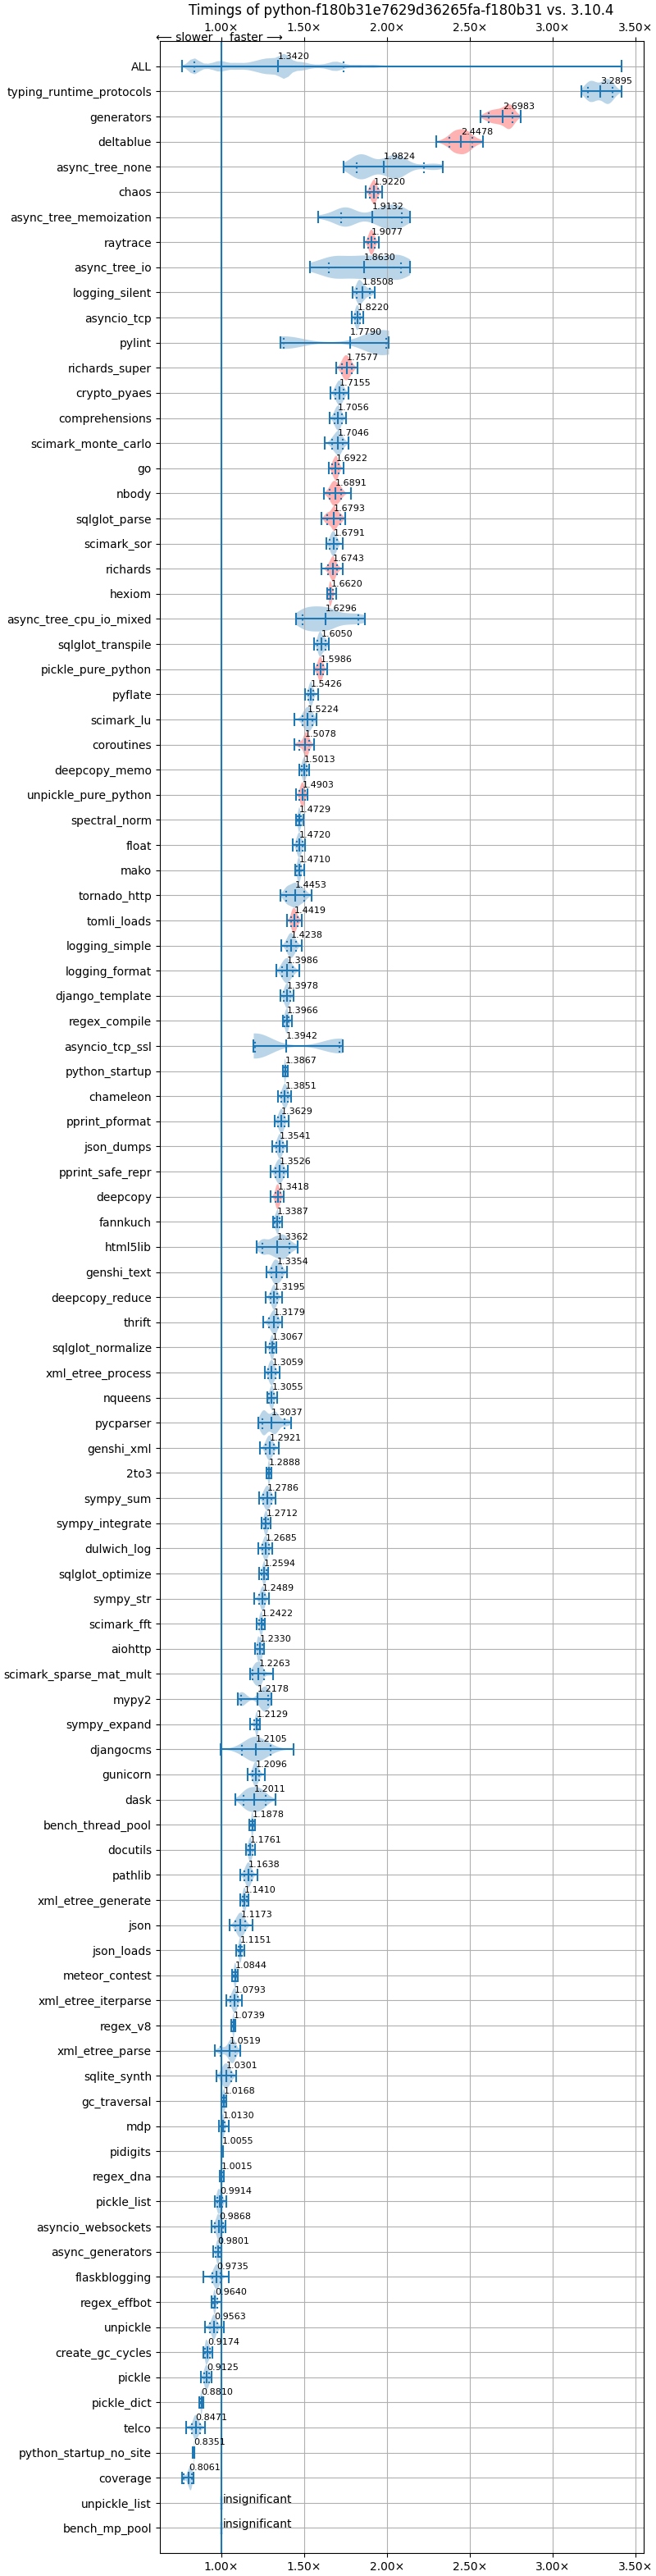 Timings of python-f180b31e7629d36265fa-f180b31 vs. 3.10.4
1.00× 1.50× 2.00× 2.50× 3.00× 3.50×
⟵ slower faster ⟶
ALL 1.3420
typing_runtime_protocols 3.2895
generators 2.6983
deltablue 2.4478
async_tree_none 1.9824
chaos 1.9220
async_tree_memoization 1.9132
raytrace 1.9077
async_tree_io 1.8630
logging_silent 1.8508
asyncio_tcp 1.8220
pylint 1.7790
richards_super 1.7577
crypto_pyaes 1.7155
comprehensions 1.7056
scimark_monte_carlo 1.7046
go 1.6922
nbody 1.6891
sqlglot_parse 1.6793
scimark_sor 1.6791
richards 1.6743
hexiom 1.6620
async_tree_cpu_io_mixed 1.6296
sqlglot_transpile 1.6050
pickle_pure_python 1.5986
pyflate 1.5426
scimark_lu 1.5224
coroutines 1.5078
deepcopy_memo 1.5013
unpickle_pure_python 1.4903
spectral_norm 1.4729
float 1.4720
mako 1.4710
tornado_http 1.4453
tomli_loads 1.4419
logging_simple 1.4238
logging_format 1.3986
django_template 1.3978
regex_compile 1.3966
asyncio_tcp_ssl 1.3942
python_startup 1.3867
chameleon 1.3851
pprint_pformat 1.3629
json_dumps 1.3541
pprint_safe_repr 1.3526
deepcopy 1.3418
fannkuch 1.3387
html5lib 1.3362
genshi_text 1.3354
deepcopy_reduce 1.3195
thrift 1.3179
sqlglot_normalize 1.3067
xml_etree_process 1.3059
nqueens 1.3055
pycparser 1.3037
genshi_xml 1.2921
2to3 1.2888
sympy_sum 1.2786
sympy_integrate 1.2712
dulwich_log 1.2685
sqlglot_optimize 1.2594
sympy_str 1.2489
scimark_fft 1.2422
aiohttp 1.2330
scimark_sparse_mat_mult 1.2263
mypy2 1.2178
sympy_expand 1.2129
djangocms 1.2105
gunicorn 1.2096
dask 1.2011
bench_thread_pool 1.1878
docutils 1.1761
pathlib 1.1638
xml_etree_generate 1.1410
json 1.1173
json_loads 1.1151
meteor_contest 1.0844
xml_etree_iterparse 1.0793
regex_v8 1.0739
xml_etree_parse 1.0519
sqlite_synth 1.0301
gc_traversal 1.0168
mdp 1.0130
pidigits 1.0055
regex_dna 1.0015
pickle_list 0.9914
asyncio_websockets 0.9868
async_generators 0.9801
flaskblogging 0.9735
regex_effbot 0.9640
unpickle 0.9563
create_gc_cycles 0.9174
pickle 0.9125
pickle_dict 0.8810
telco 0.8471
python_startup_no_site 0.8351
coverage 0.8061
unpickle_list insignificant
bench_mp_pool insignificant
1.00× 1.50× 2.00× 2.50× 3.00× 3.50×